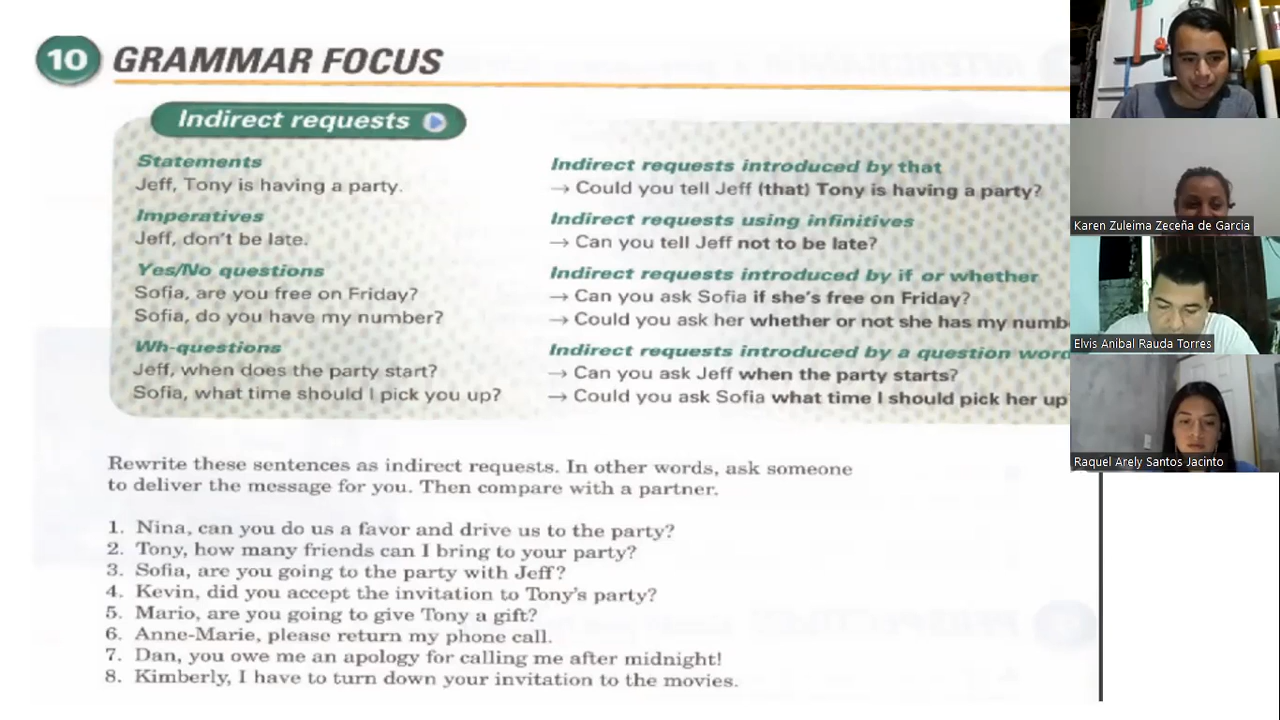 10 GRAMMAR FOCUS
Indirect requests
Statements
Jeff, Tony is having a party.
Imperatives
Jeff, don't be late.
Yes/No questions
Sofia, are you free on Friday?
Sofia, do you have my number?
Wh-questions
Jeff, when does the party start?
Sofia, what time should I pick you up?
Indirect requests introduced by that
→ Could you tell Jeff (that) Tony is having a party?
Indirect requests using infinitives
→ Can you tell Jeff not to be late?
Indirect requests introduced by if or whether
→ Can you ask Sofia if she's free on Friday?
→ Could you ask her whether or not she has my numb
Indirect requests introduced by a question word
→ Can you ask Jeff when the party starts?
→ Could you ask Sofia what time I should pick her up
Rewrite these sentences as indirect requests. In other words, ask someone
to deliver the message for you. Then compare with a partner.
1. Nina, can you do us a favor and drive us to the party?
2. Tony, how many friends can I bring to your party?
3. Sofia, are you going to the party with Jeff?
4. Kevin, did you accept the invitation to Tony's party?
5. Mario, are you going to give Tony a gift?
6. Anne-Marie, please return my phone call.
7. Dan, you owe me an apology for calling me after midnight!
8. Kimberly, I have to turn down your invitation to the movies.
Karen Zuleima Zeceña de Garcia
Elvis Anibal Rauda Torres
Raquel Arely Santos Jacinto